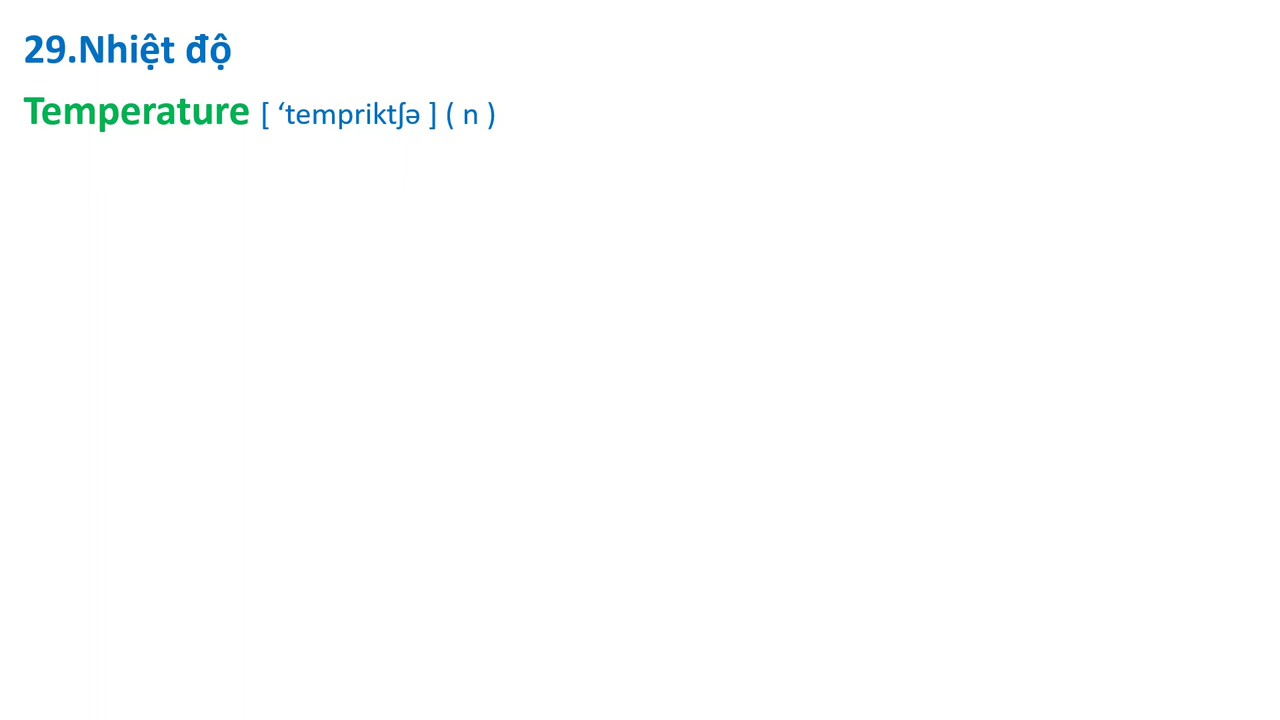 29.Nhiệt độ
Temperature [ ‘tempriktʃə ] ( n )